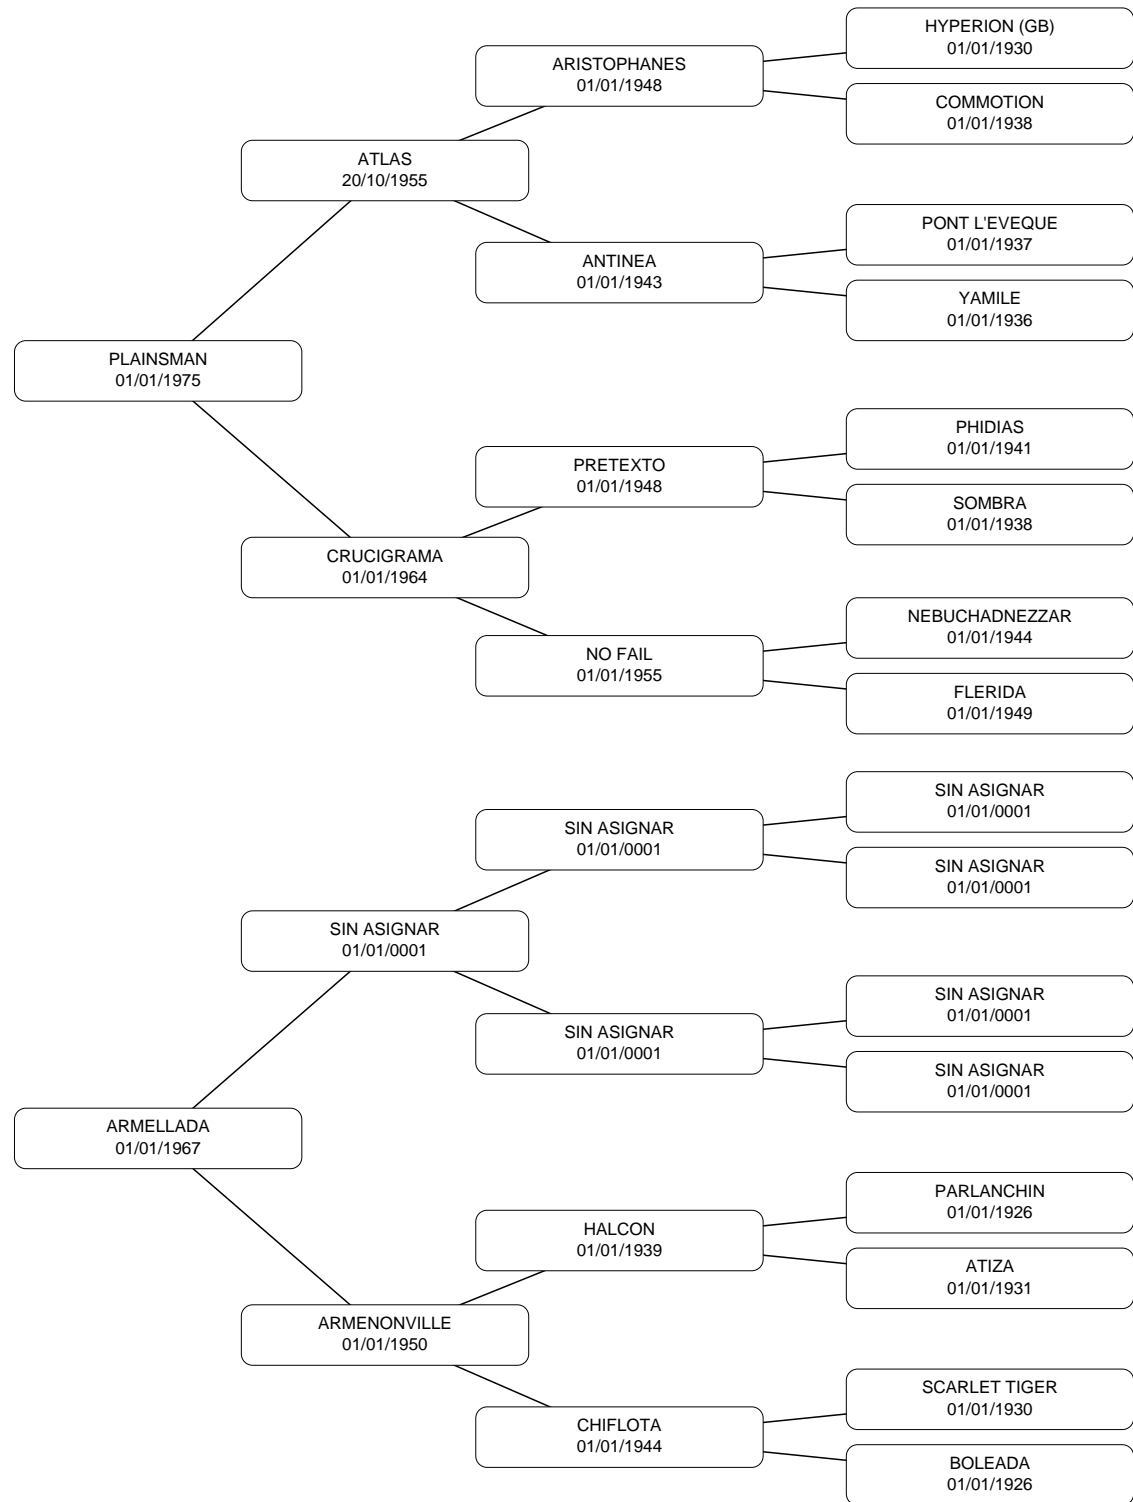 HYPERION (GB)
01/01/1930
ARISTOPHANES
01/01/1948
COMMOTION
01/01/1938
ATLAS
20/10/1955
PONT L'EVEQUE
01/01/1937
ANTINEA
01/01/1943
YAMILE
01/01/1936
PLAINSMAN
01/01/1975
PHIDIAS
01/01/1941
PRETEXTO
01/01/1948
SOMBRA
01/01/1938
CRUCIGRAMA
01/01/1964
NEBUCHADNEZZAR
01/01/1944
NO FAIL
01/01/1955
FLERIDA
01/01/1949
SIN ASIGNAR
01/01/0001
SIN ASIGNAR
01/01/0001
SIN ASIGNAR
01/01/0001
SIN ASIGNAR
01/01/0001
SIN ASIGNAR
01/01/0001
SIN ASIGNAR
01/01/0001
SIN ASIGNAR
01/01/0001
ARMELLADA
01/01/1967
PARLANCHIN
01/01/1926
HALCON
01/01/1939
ATIZA
01/01/1931
ARMENONVILLE
01/01/1950
SCARLET TIGER
01/01/1930
CHIFLOTA
01/01/1944
BOLEADA
01/01/1926